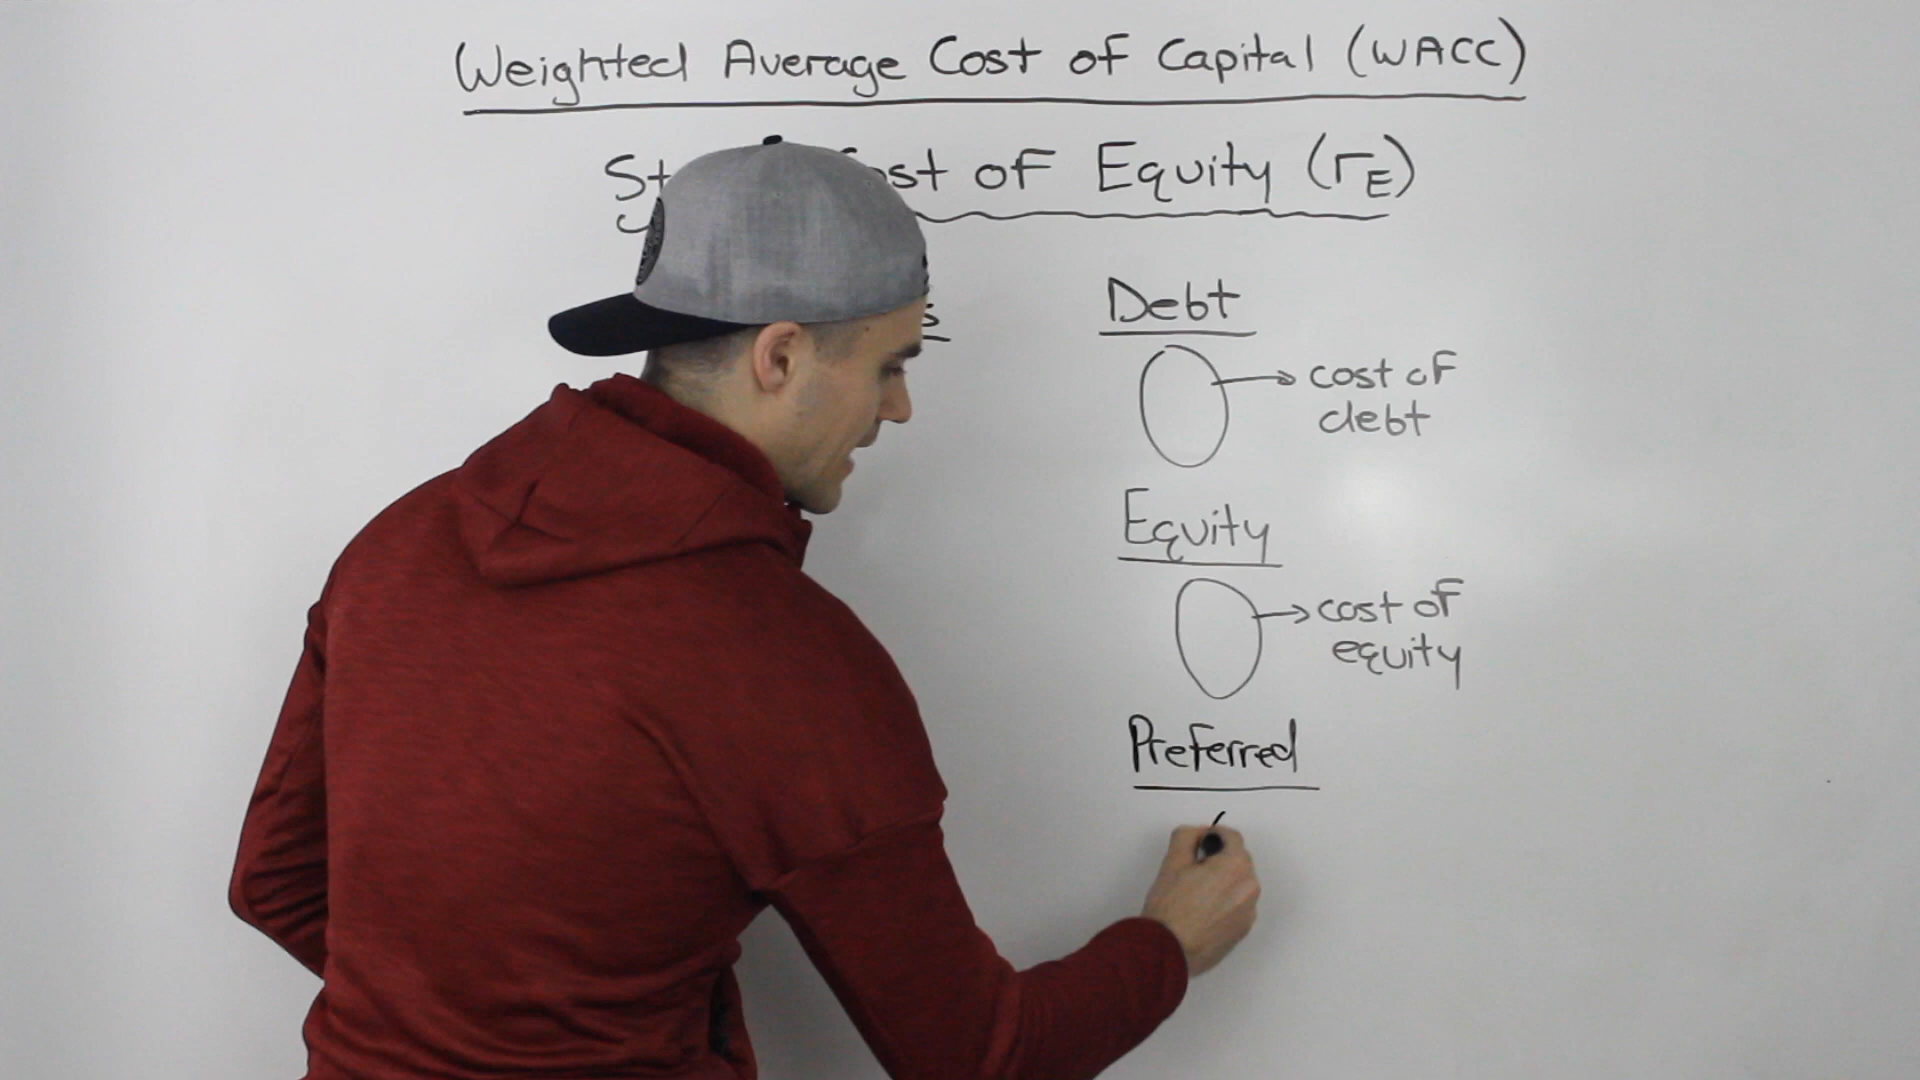 Weighted Average Cost of Capital (WACC)
of Equity (rE)
Debt
cost of
debt
Equity
cost of
equity
Preferred